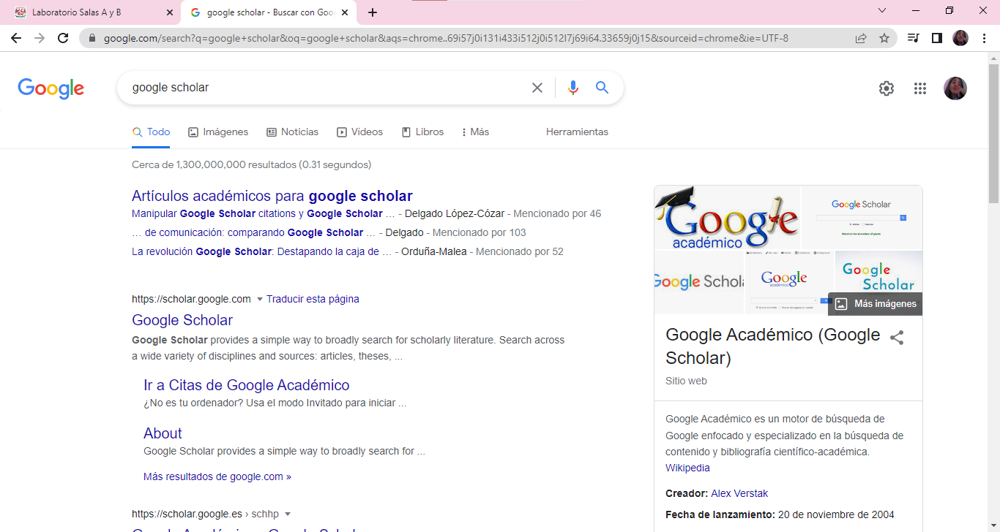 Laboratorio Salas A y B
google scholar - Buscar con Goo
google.com/search?q=google+scholar&oq=google+scholar&aqs=chrome..69i57j0i131i433i512j0i512l7j69i64.33659j0j15&sourceid=chrome&ie=UTF-8
Google
google scholar
Todo
Imágenes
Noticias
Vídeos
Libros
Más
Herramientas
Cerca de 1,300,000,000 resultados (0.31 segundos)
Artículos académicos para google scholar
Manipular Google Scholar citations y Google Scholar … - Delgado López-Cózar - Mencionado por 46
… de comunicación: comparando Google Scholar … - Delgado - Mencionado por 103
La revolución Google Scholar: Destapando la caja de … - Orduña-Malea - Mencionado por 52
https://scholar.google.com
Traducir esta página
Google Scholar
Google Scholar provides a simple way to broadly search for scholarly literature. Search across
a wide variety of disciplines and sources: articles, theses, ...
Ir a Citas de Google Académico
¿No es tu ordenador? Usa el modo Invitado para iniciar ...
About
Google Scholar provides a simple way to broadly search for ...
Más resultados de google.com »
https://scholar.google.es › schhp
Google
académico
Google Scholar
Stand on the shoulders of giants
Google Schola
Google
académico
Google
Scholar
Más imágenes
Google Académico (Google
Scholar)
Sitio web
Google Académico es un motor de búsqueda de
Google enfocado y especializado en la búsqueda de
contenido y bibliografía científico-académica.
Wikipedia
Creador: Alex Verstak
Fecha de lanzamiento: 20 de noviembre de 2004